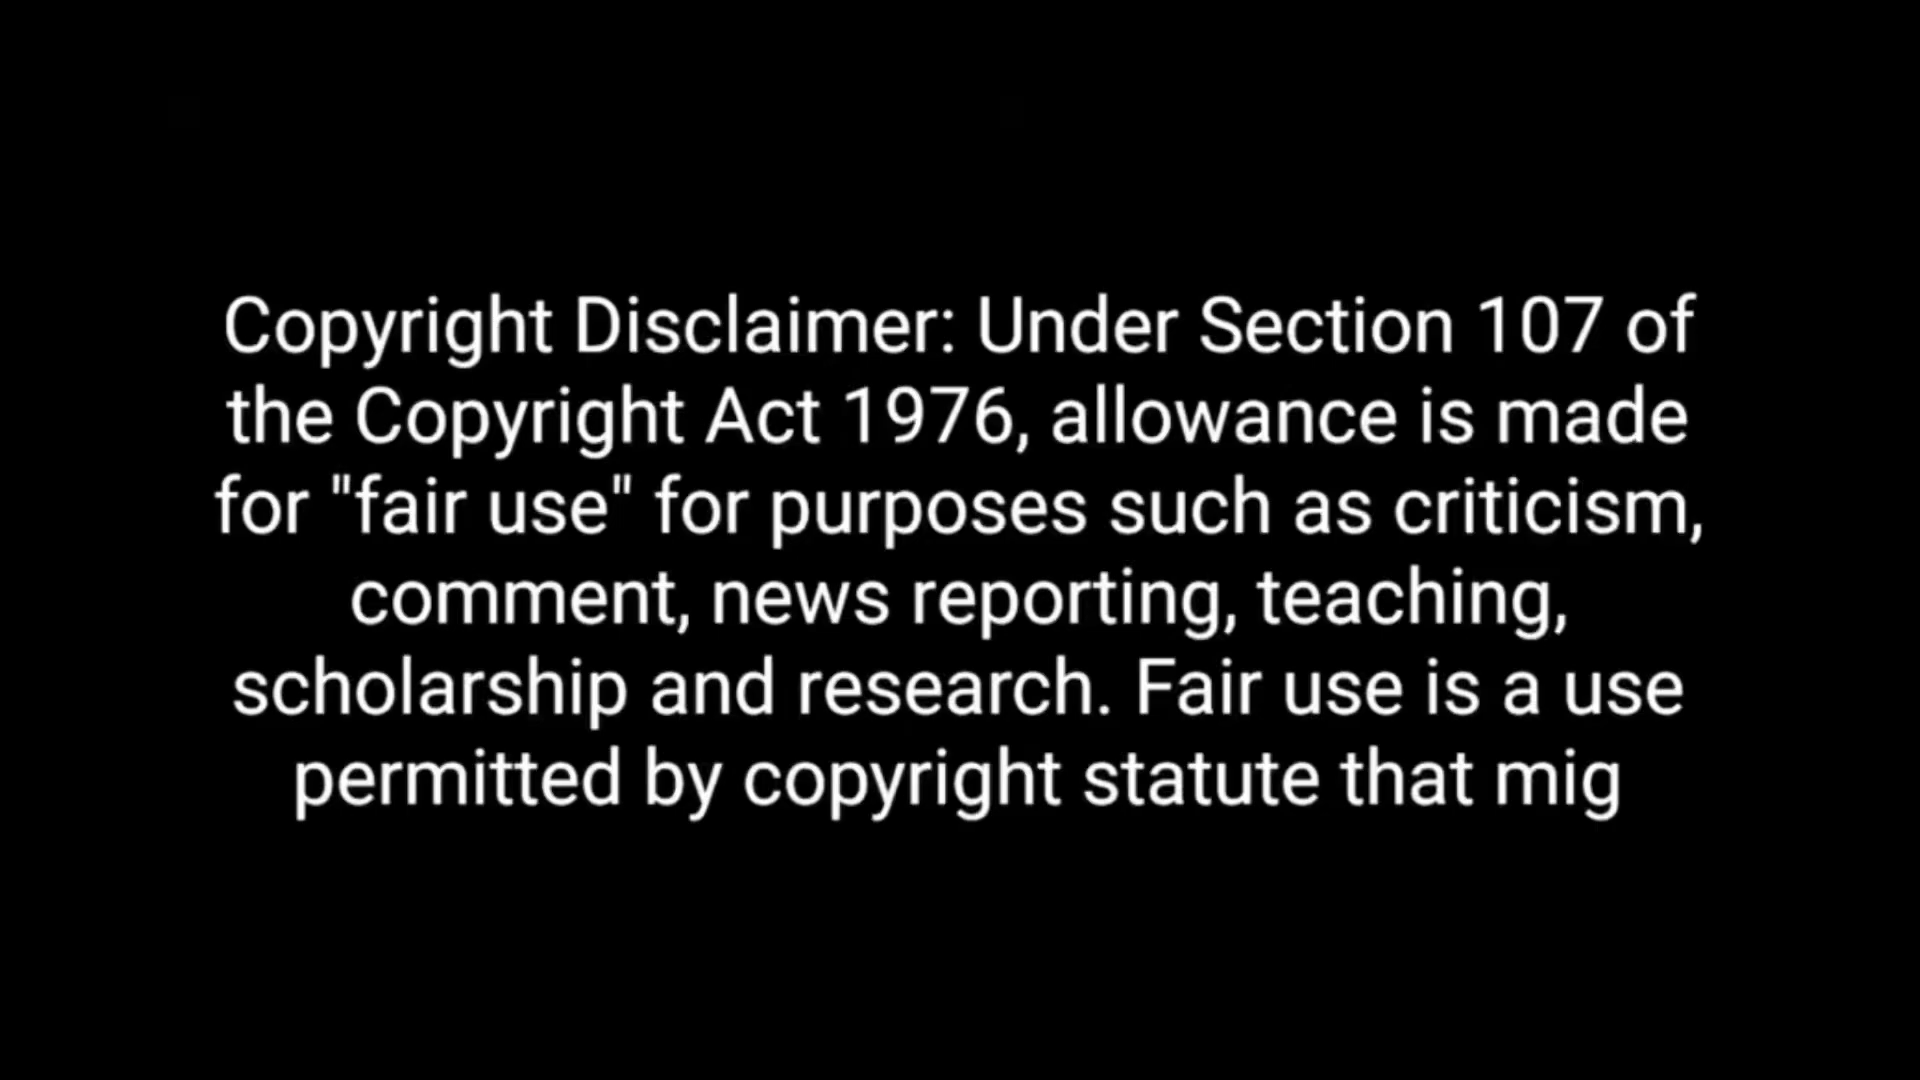 Copyright Disclaimer: Under Section 107 of
the Copyright Act 1976, allowance is made
for "fair use" for purposes such as criticism,
comment, news reporting, teaching,
scholarship and research. Fair use is a use
permitted by copyright statute that mig